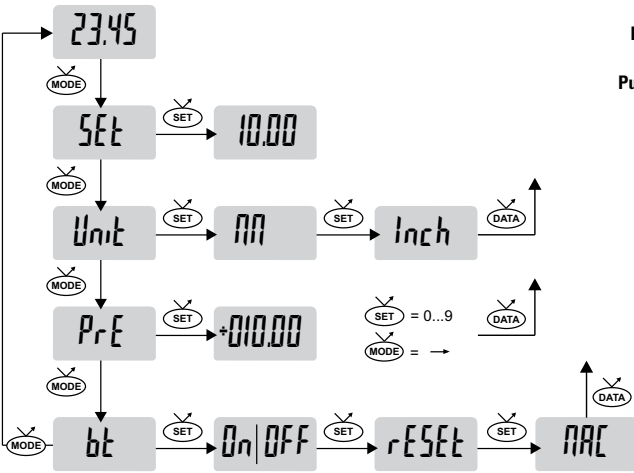 23.45
MODE
SEt SET 10.00
MODE
Unit SET MM SET Inch DATA
MODE
PrE SET ÷010.00 SET = 0...9 DATA
MODE = →
MODE
DATA
MODE bt SET On|OFF SET rESEt SET MAC